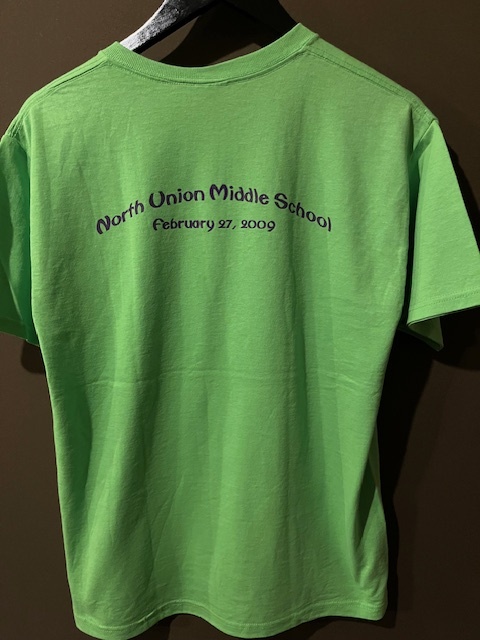 North Union Middle School
February 27, 2009